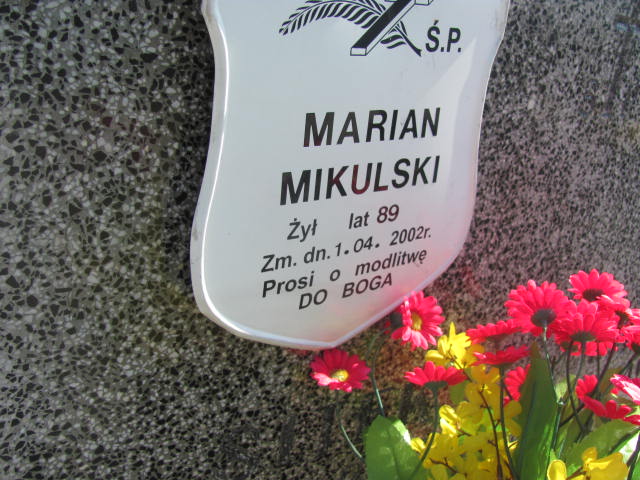 Ś.P.
MARIAN
MIKULSKI
Żył lat 89
Zm. dn. 1.04. 2002r.
Prosi o modlitwę
DO BOGA